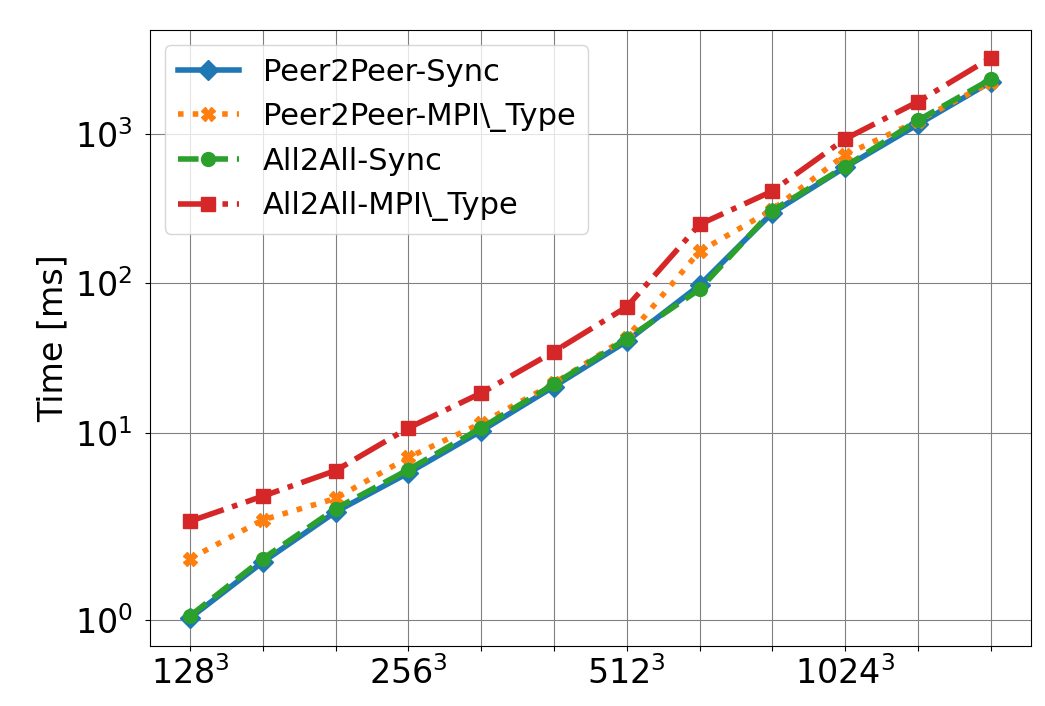 Peer2Peer-Sync
Peer2Peer-MPI\_Type
All2All-Sync
All2All-MPI\_Type
Time [ms]
10³
10²
10¹
10⁰
128³ 256³ 512³ 1024³